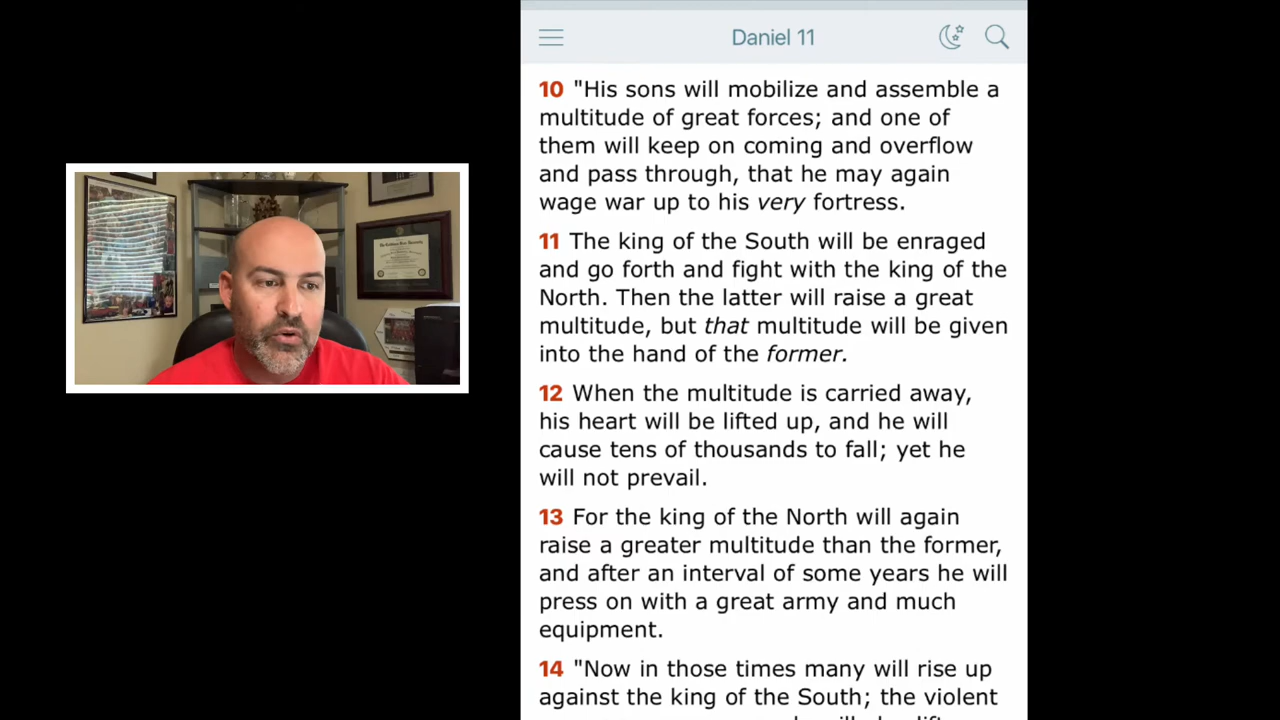 Daniel 11
10 "His sons will mobilize and assemble a
multitude of great forces; and one of
them will keep on coming and overflow
and pass through, that he may again
wage war up to his very fortress.
11 The king of the South will be enraged
and go forth and fight with the king of the
North. Then the latter will raise a great
multitude, but that multitude will be given
into the hand of the former.
12 When the multitude is carried away,
his heart will be lifted up, and he will
cause tens of thousands to fall; yet he
will not prevail.
13 For the king of the North will again
raise a greater multitude than the former,
and after an interval of some years he will
press on with a great army and much
equipment.
14 "Now in those times many will rise up
against the king of the South; the violent